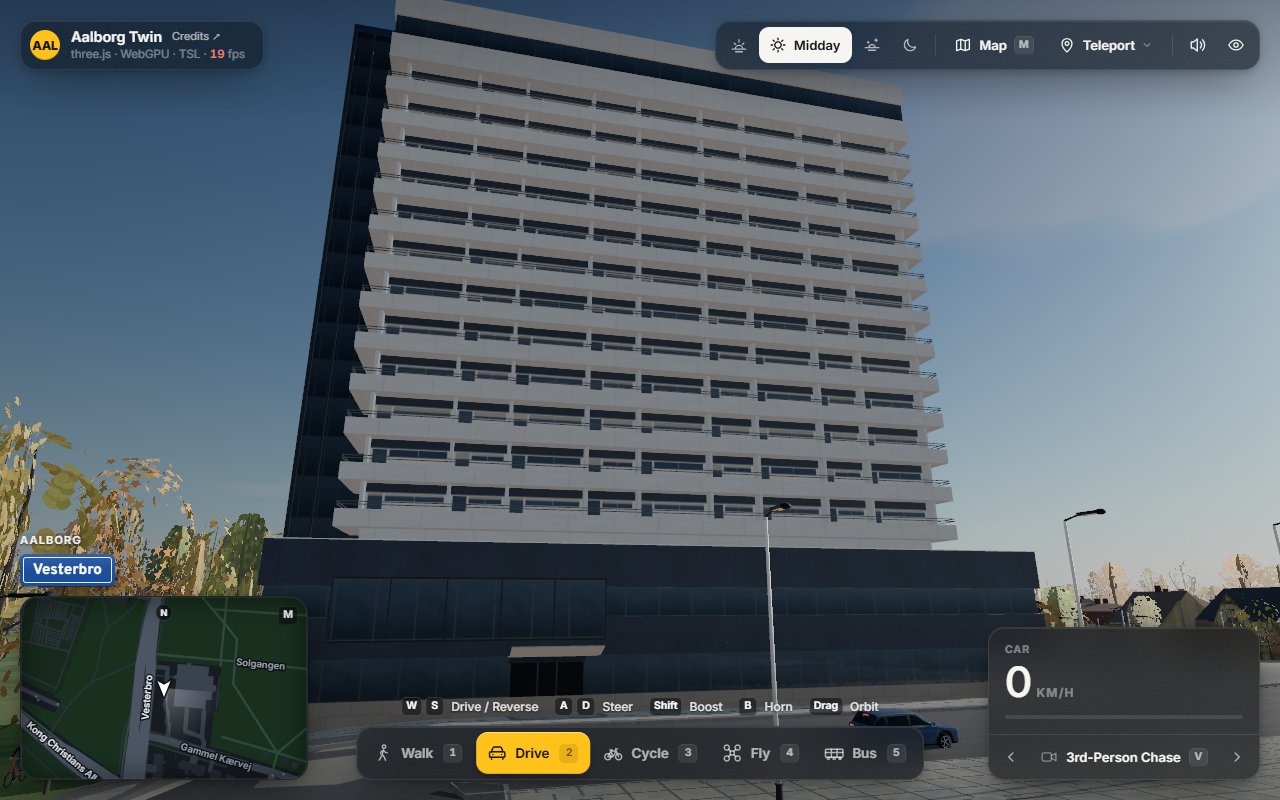 AAL
Aalborg Twin Credits ↗
three.js · WebGPU · TSL · 19 fps
Midday
Map M
Teleport
AALBORG
Vesterbro
N
M
Solgangen
Vesterbro
Gammel Kærvej
Kong Christians All
W S Drive / Reverse A D Steer Shift Boost B Horn Drag Orbit
Walk 1
Drive 2
Cycle 3
Fly 4
Bus 5
CAR
0 KM/H
3rd-Person Chase V